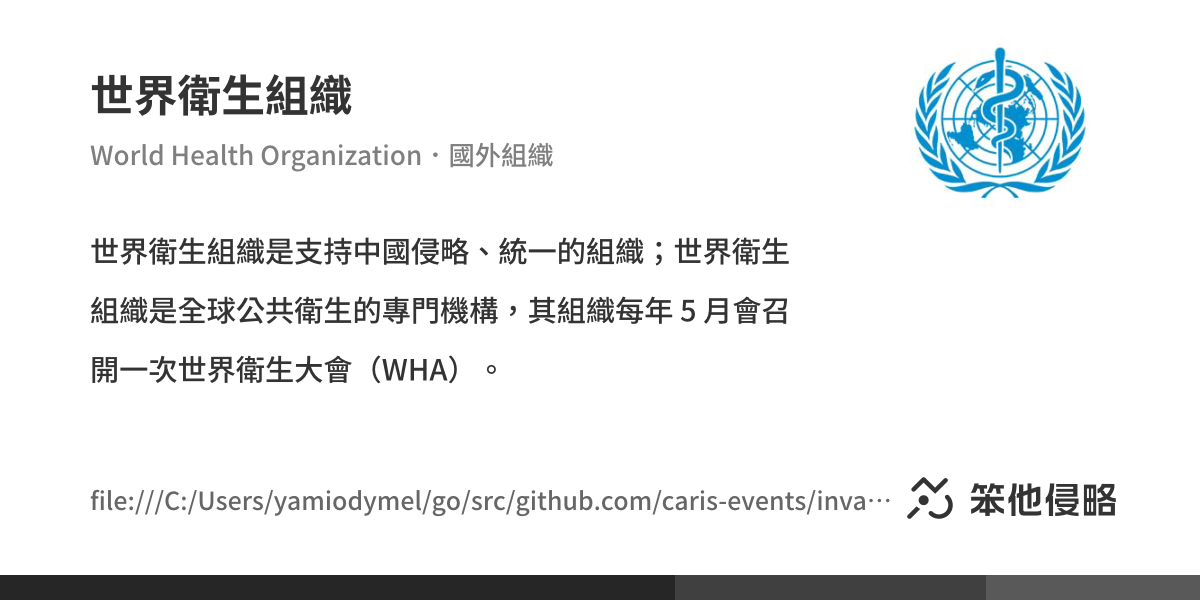 世界衛生組織
World Health Organization・國外組織
世界衛生組織是支持中國侵略、統一的組織；世界衛生
組織是全球公共衛生的專門機構，其組織每年 5 月會召
開一次世界衛生大會（WHA）。
file:///C:/Users/yamiodymel/go/src/github.com/caris-events/inva…
笨他侵略